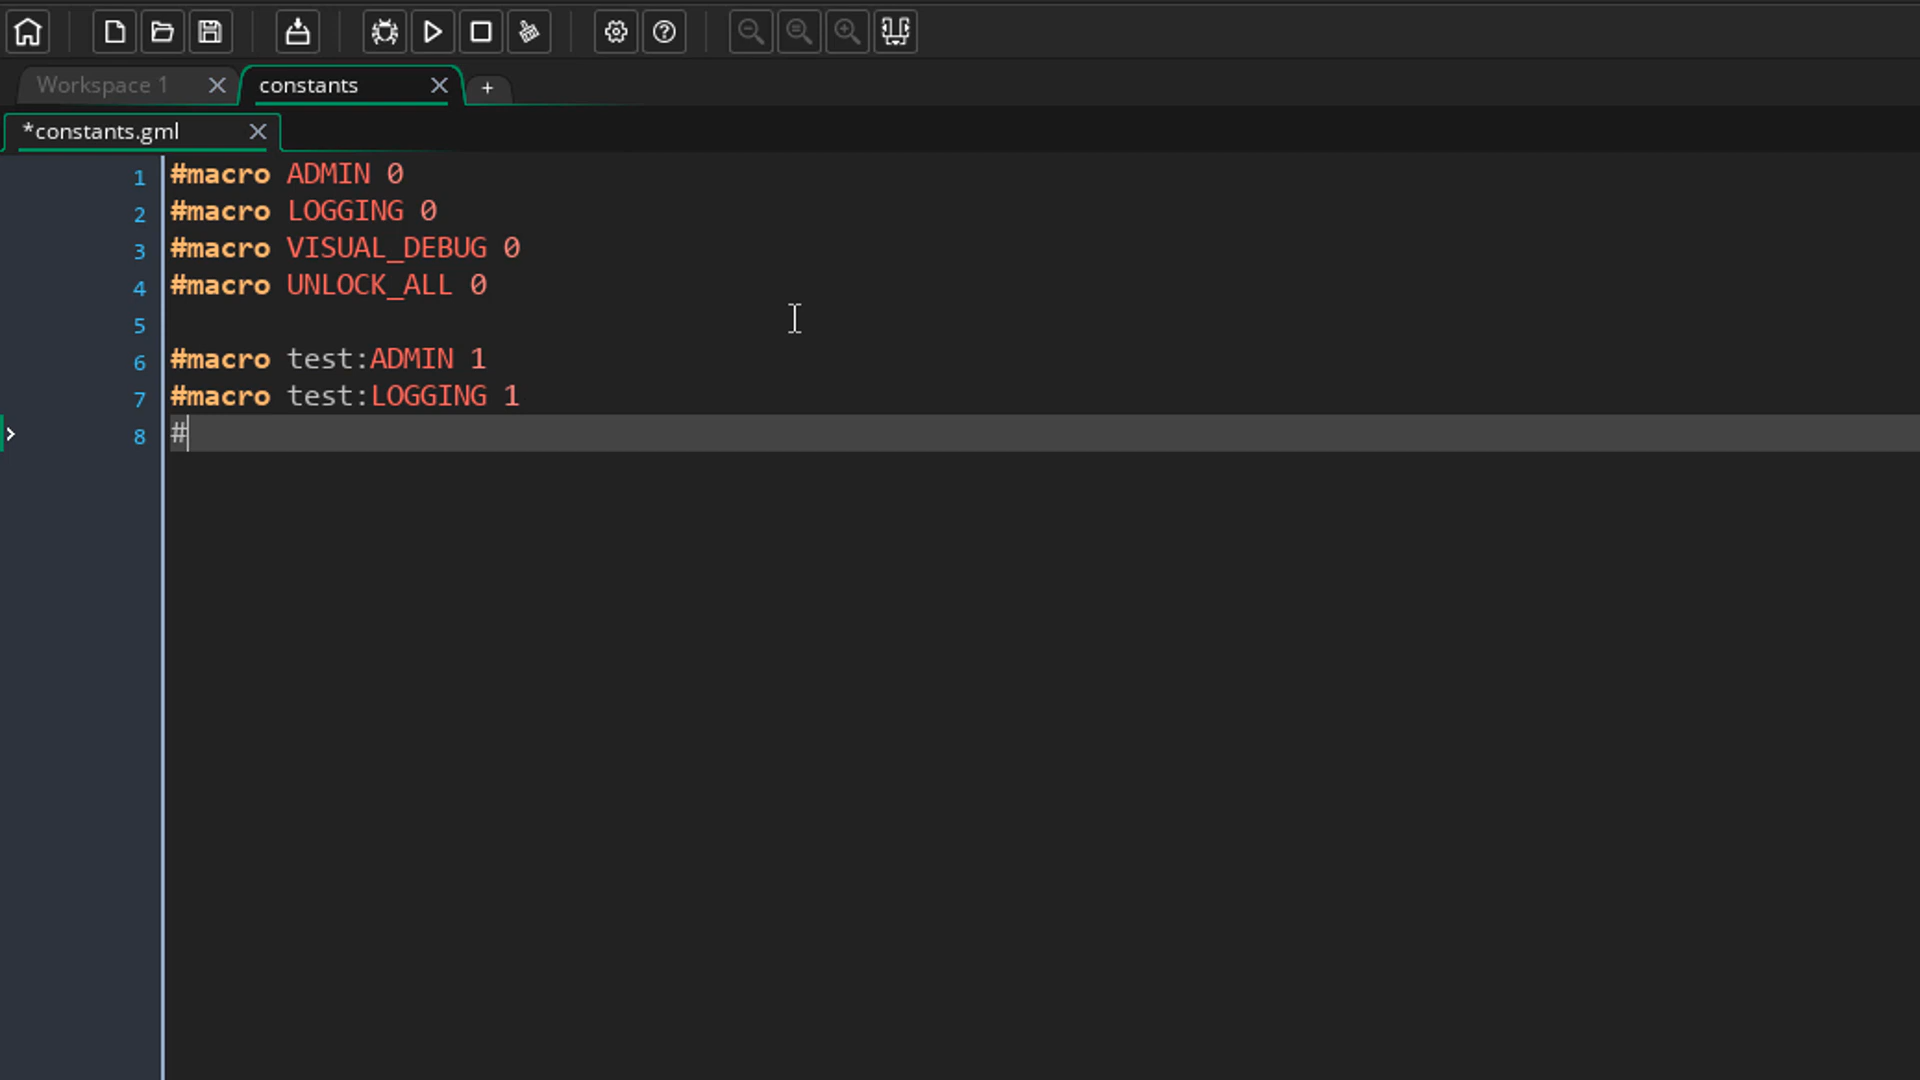 Workspace 1
constants
+
*constants.gml
1 #macro ADMIN 0
2 #macro LOGGING 0
3 #macro VISUAL_DEBUG 0
4 #macro UNLOCK_ALL 0
5
6 #macro test:ADMIN 1
7 #macro test:LOGGING 1
8 #